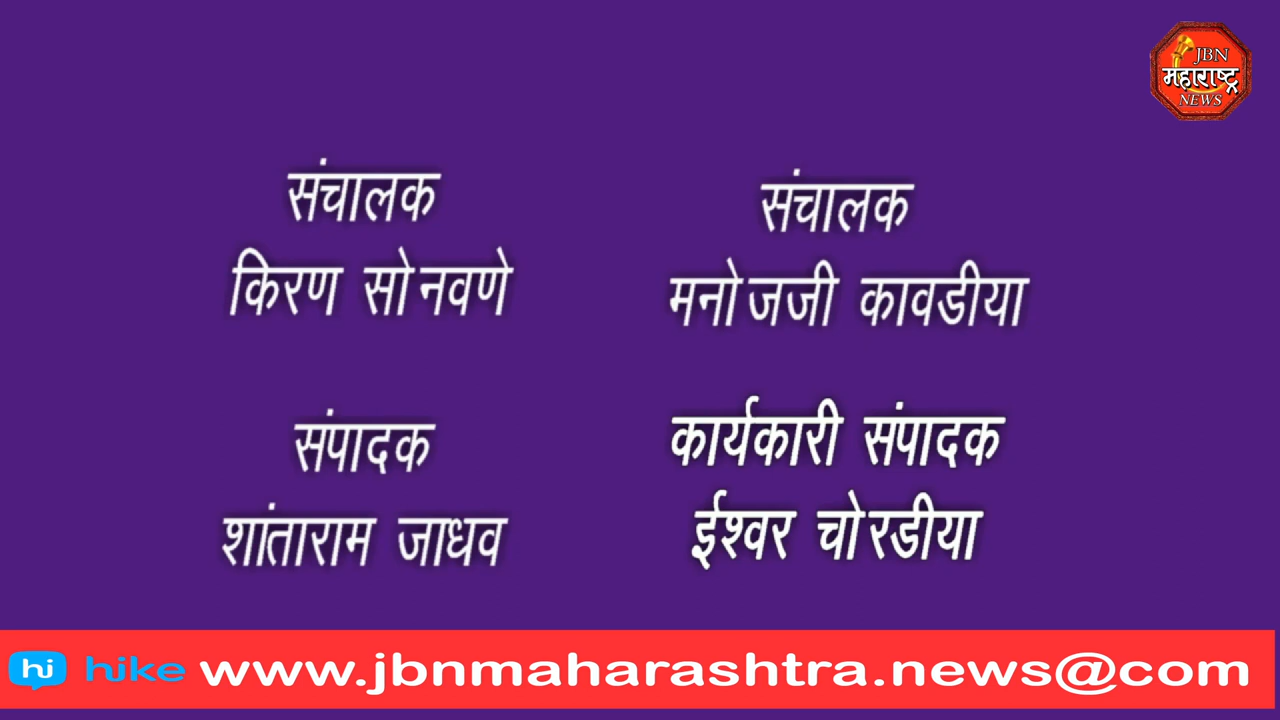 JBN
महाराष्ट्र
NEWS
संचालक
किरण सोनवणे
संचालक
मनोजजी कावडीया
संपादक
शांताराम जाधव
कार्यकारी संपादक
ईश्वर चोरडीया
hi hike www.jbnmaharashtra.news@com